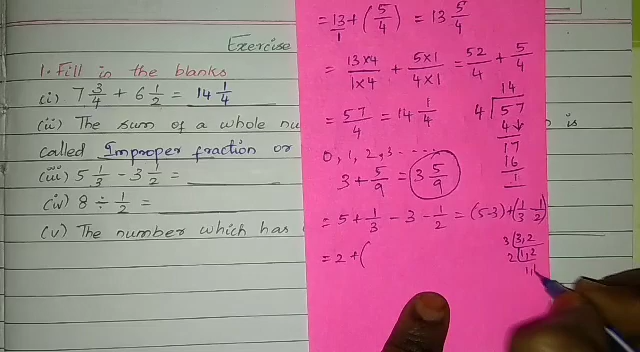 Exercise
1. Fill in the blanks
(i) 7 3/4 + 6 1/2 = 14 1/4
(ii) The sum of a whole nu is
called Improper fraction or
(iii) 5 1/3 - 3 1/2 =
(iv) 8 ÷ 1/2 =
(v) The number which has
= 13/1 + (5/4) = 13 5/4
= 13×4/1×4 + 5×1/4×1 = 52/4 + 5/4
= 57/4 = 14 1/4
14
4 57
4↓
17
16
1
0, 1, 2, 3 .....
3 + 5/9 = 3 5/9
= 5 + 1/3 - 3 - 1/2 = (5-3) + (1/3 - 1/2)
= 2 + (
3 3, 2
2 1, 2
1, 1